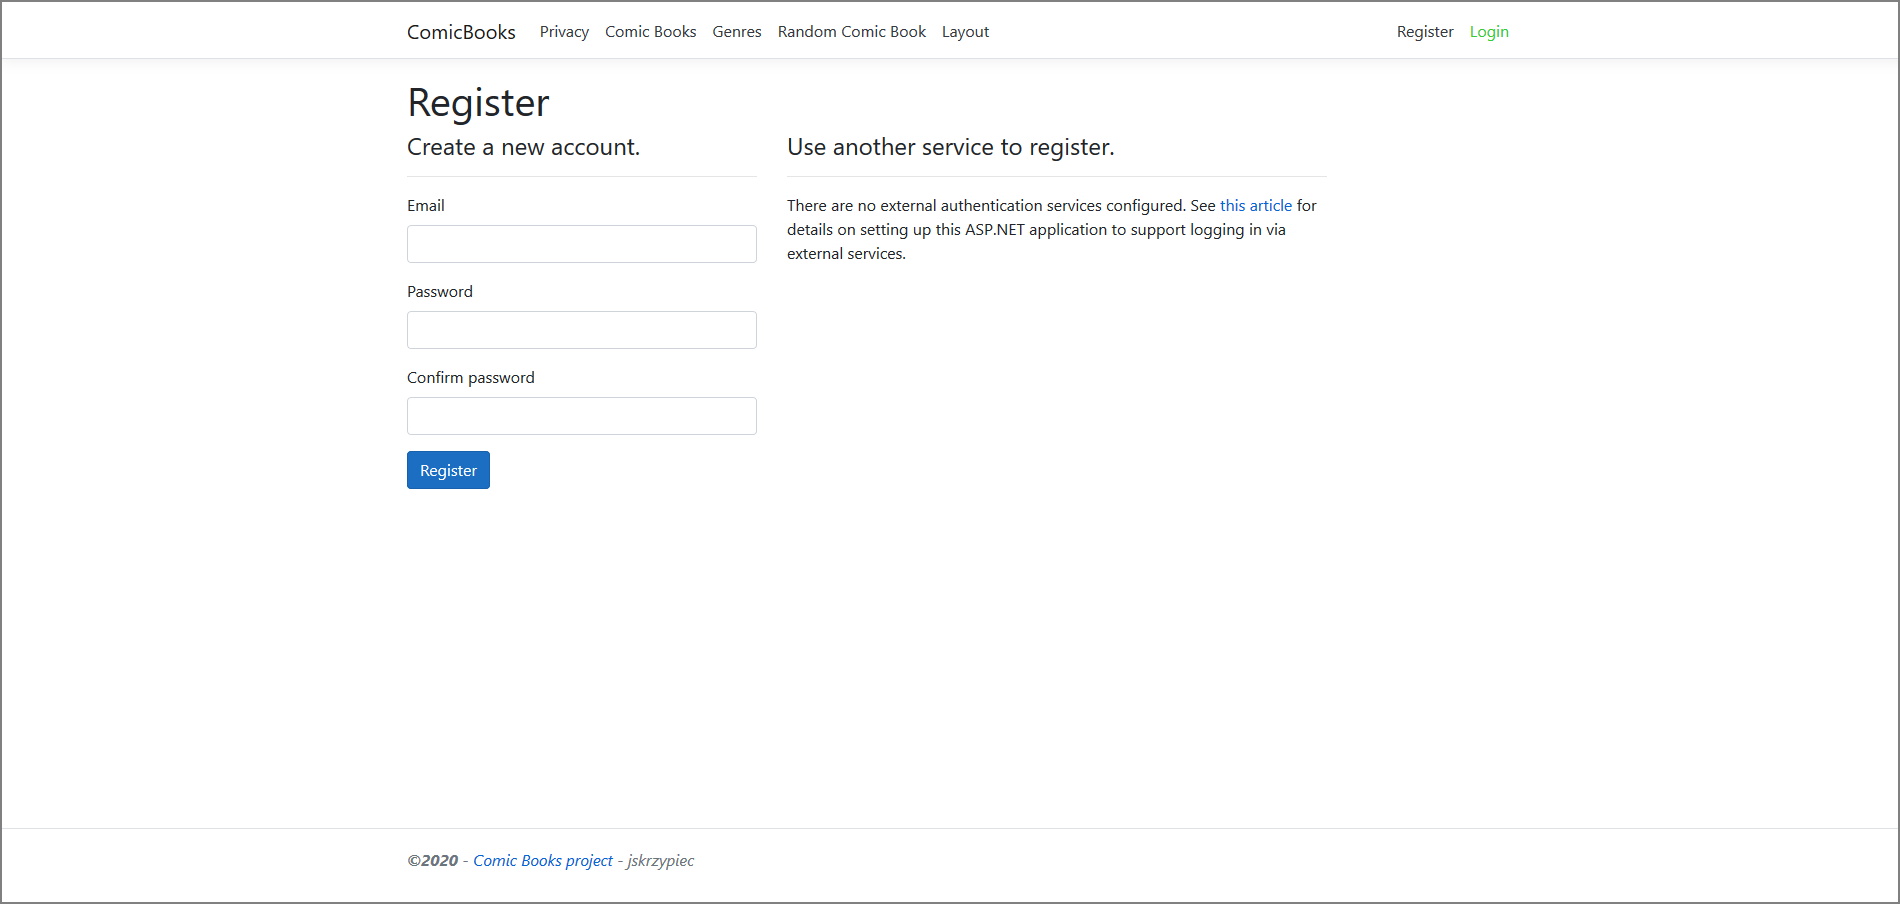 ComicBooks Privacy Comic Books Genres Random Comic Book Layout Register Login
Register
Create a new account.
Email
Password
Confirm password
Register
Use another service to register.
There are no external authentication services configured. See this article for
details on setting up this ASP.NET application to support logging in via
external services.
©2020 - Comic Books project - jskrzypiec